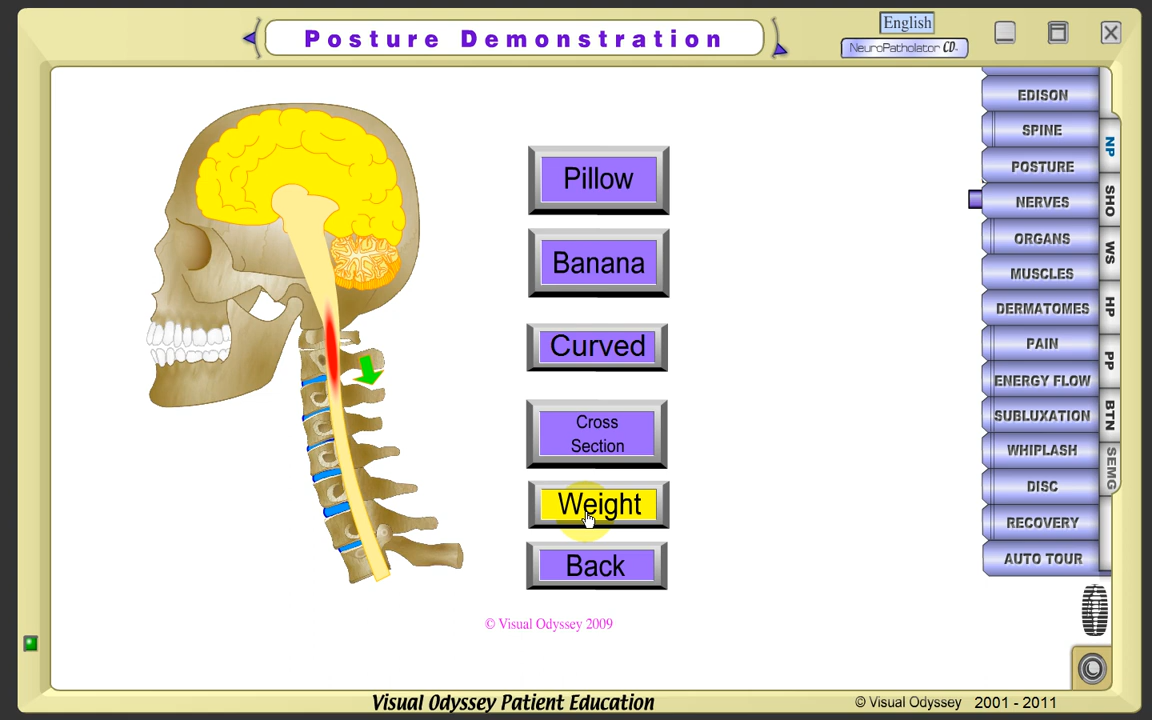 Posture Demonstration
English
NeuroPatholator CD-
Pillow
Banana
Curved
Cross
Section
Weight
Back
© Visual Odyssey 2009
EDISON
SPINE
POSTURE
NERVES
ORGANS
MUSCLES
DERMATOMES
PAIN
ENERGY FLOW
SUBLUXATION
WHIPLASH
DISC
RECOVERY
AUTO TOUR
NP
SHO
WS
HP
PP
BTN
SEMG
Visual Odyssey Patient Education
© Visual Odyssey 2001 - 2011